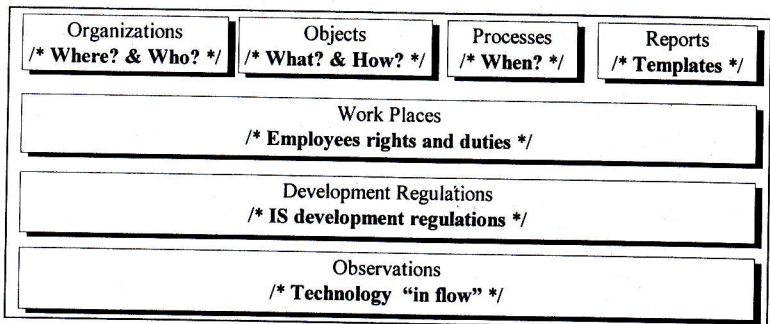 Organizations
/* Where? & Who? */
Objects
/* What? & How? */
Processes
/* When? */
Reports
/* Templates */
Work Places
/* Employees rights and duties */
Development Regulations
/* IS development regulations */
Observations
/* Technology “in flow” */